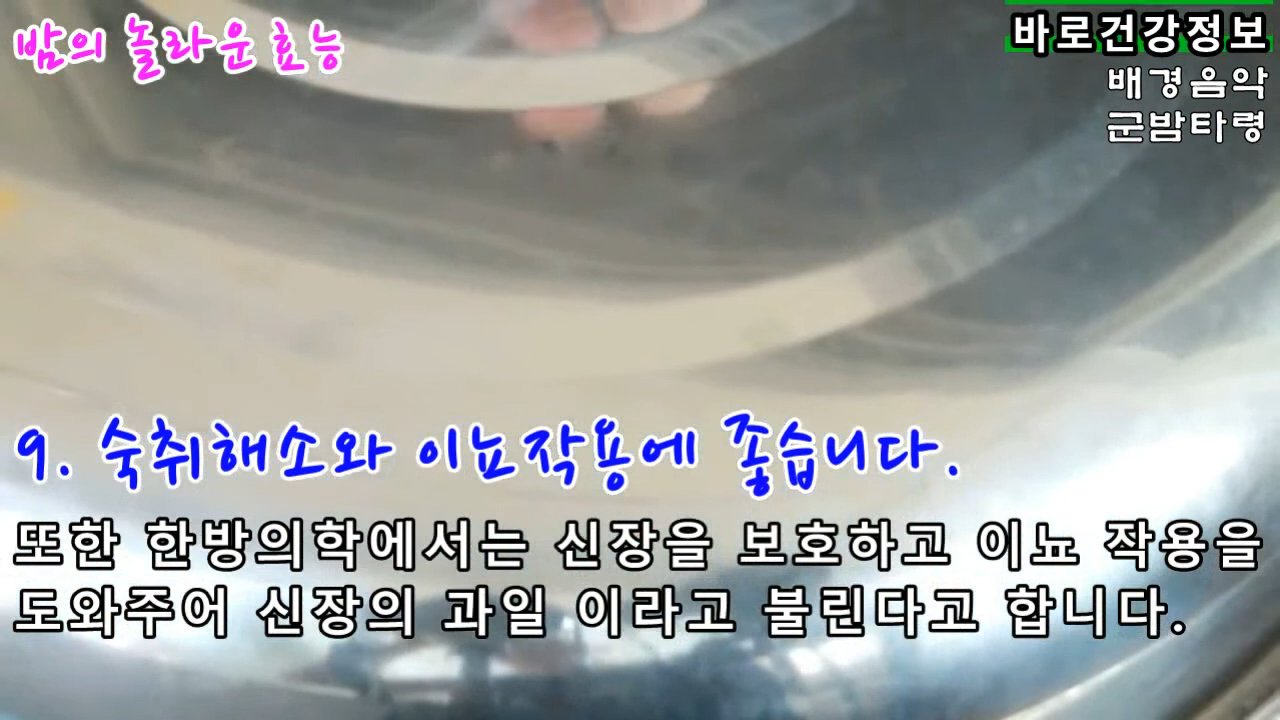 밤의 놀라운 효능
바로건강정보
배경음악
군밤타령
9. 숙취해소와 이뇨작용에 좋습니다.
또한 한방의학에서는 신장을 보호하고 이뇨 작용을
도와주어 신장의 과일 이라고 불린다고 합니다.